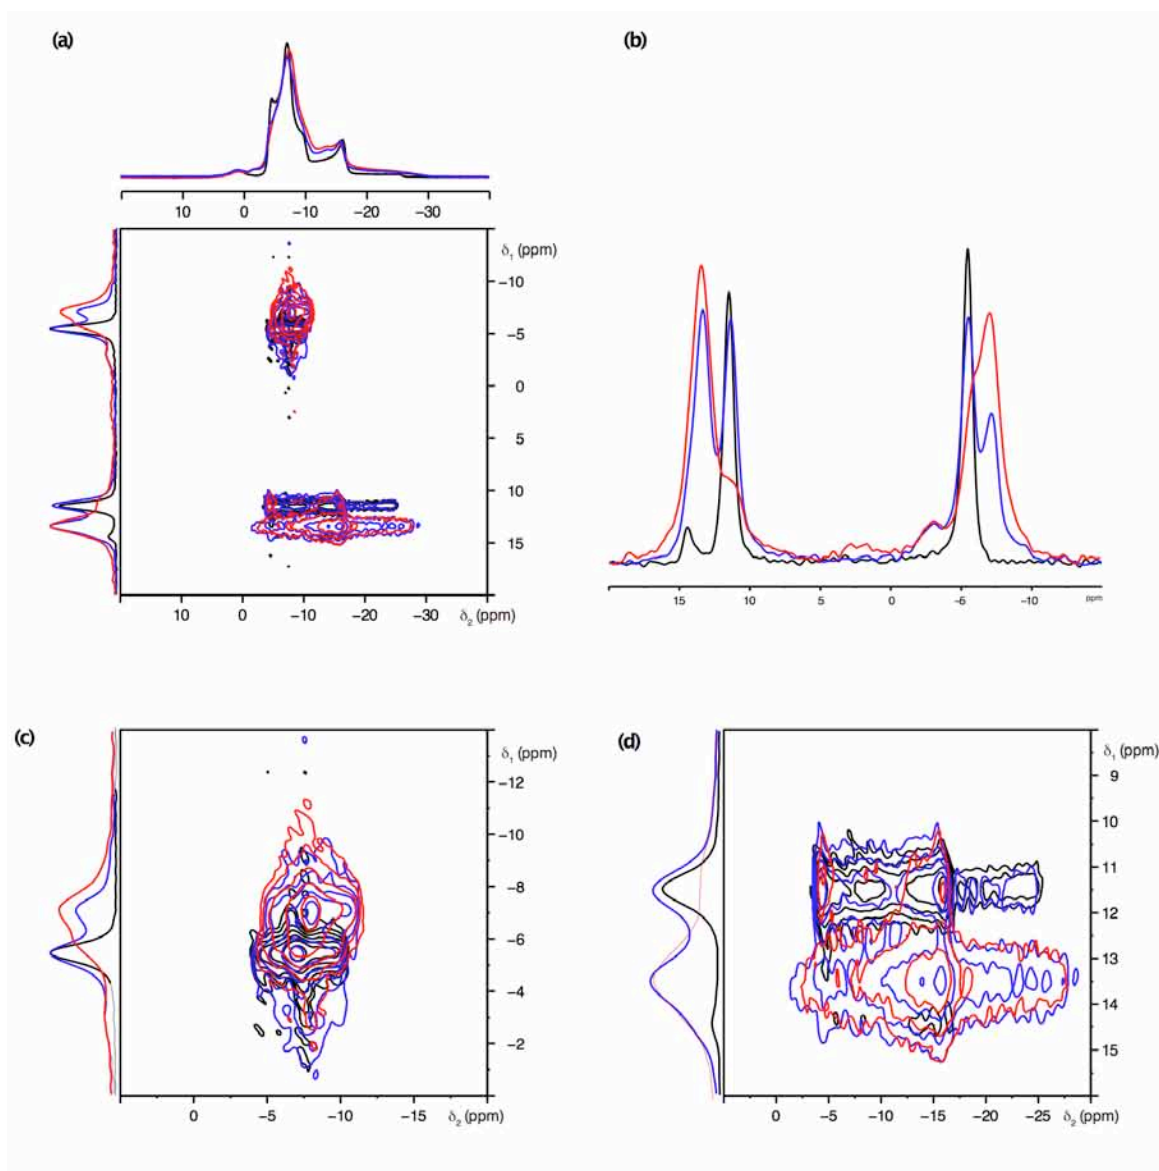 (a)
10 0 −10 −20 −30
δ1 (ppm)
−10
−5
0
5
10
15
10 0 −10 −20 δ2 (ppm) −30
(b)
15 10 5 0 −6 −10 ppm
(c)
δ1 (ppm)
−12
−10
−8
−6
−4
−2
0 −5 −10 −15 δ2 (ppm)
(d)
δ1 (ppm)
9
10
11
12
13
14
15
0 −5 −10 −15 −20 −25 δ2 (ppm)